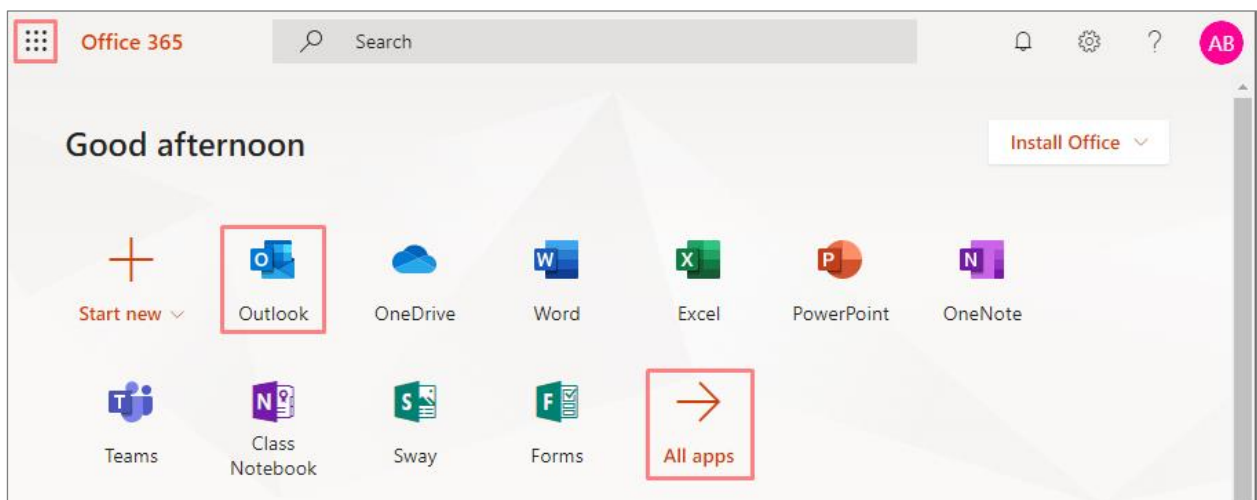 Office 365
Search
?
AB
Good afternoon
Install Office
Start new
Outlook
OneDrive
Word
Excel
PowerPoint
OneNote
Teams
Class
Notebook
Sway
Forms
All apps